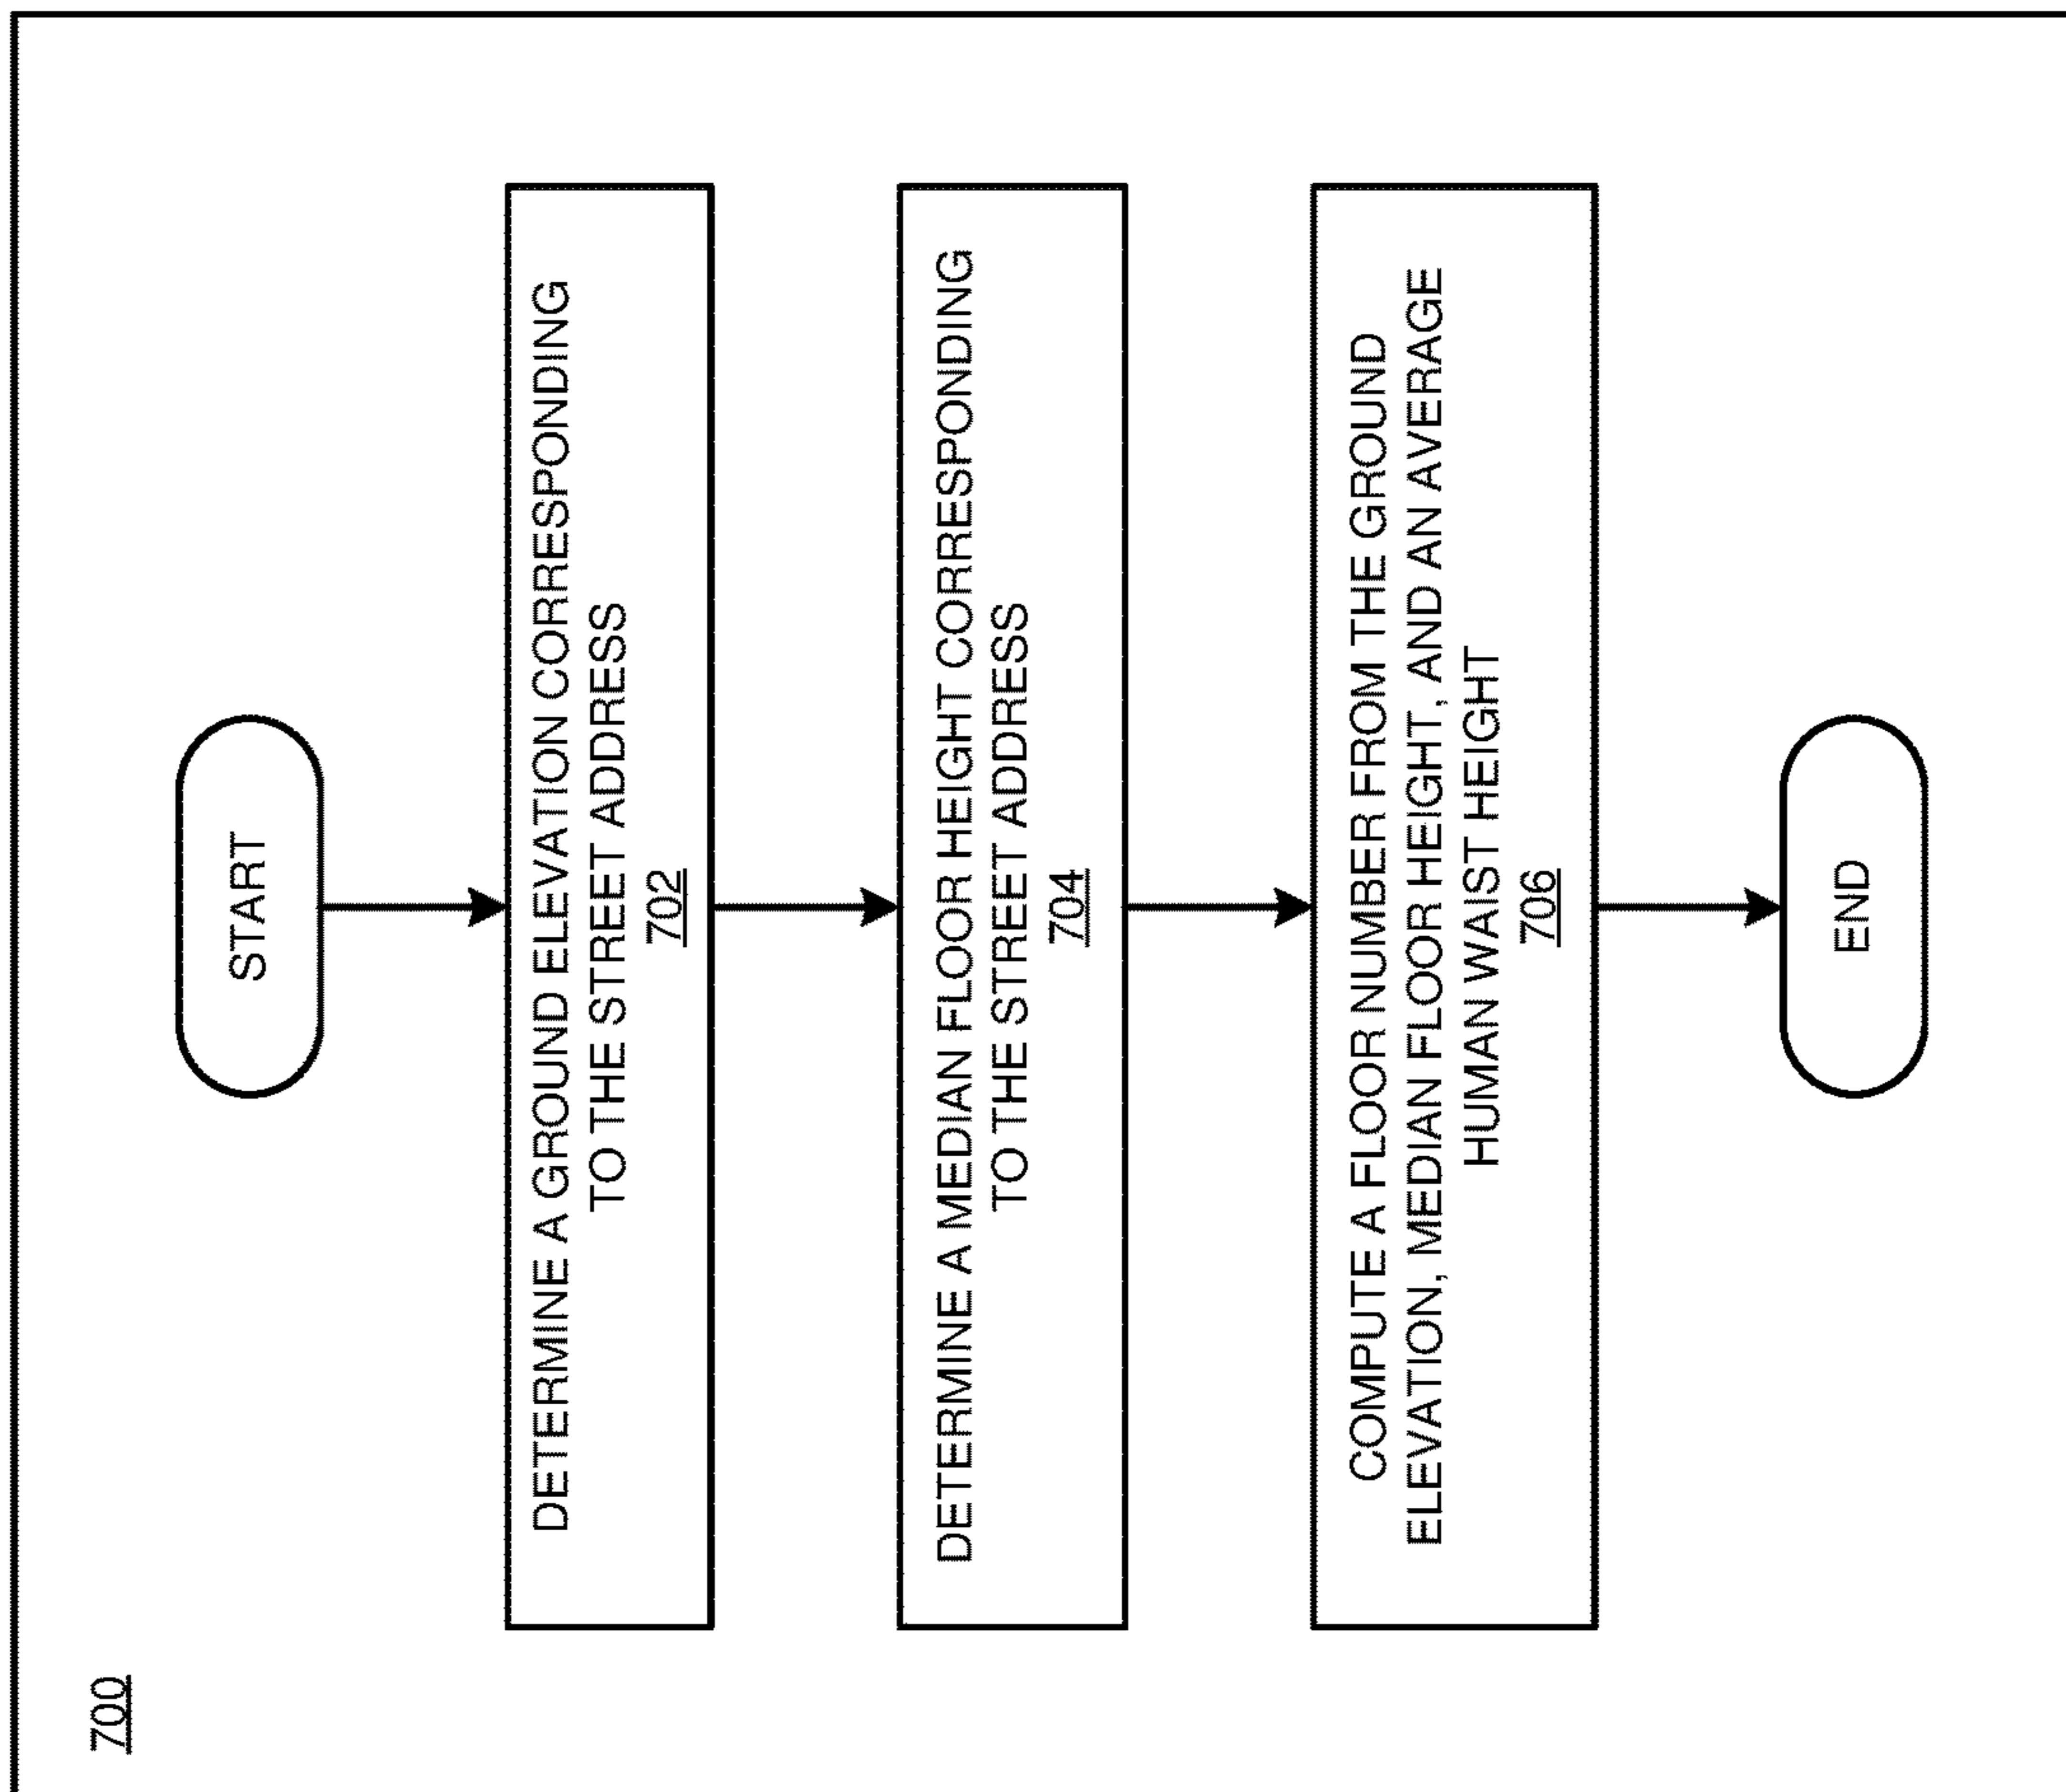 700
START
DETERMINE A GROUND ELEVATION CORRESPONDING
TO THE STREET ADDRESS
702
DETERMINE A MEDIAN FLOOR HEIGHT CORRESPONDING
TO THE STREET ADDRESS
704
COMPUTE A FLOOR NUMBER FROM THE GROUND
ELEVATION, MEDIAN FLOOR HEIGHT, AND AN AVERAGE
HUMAN WAIST HEIGHT
706
END